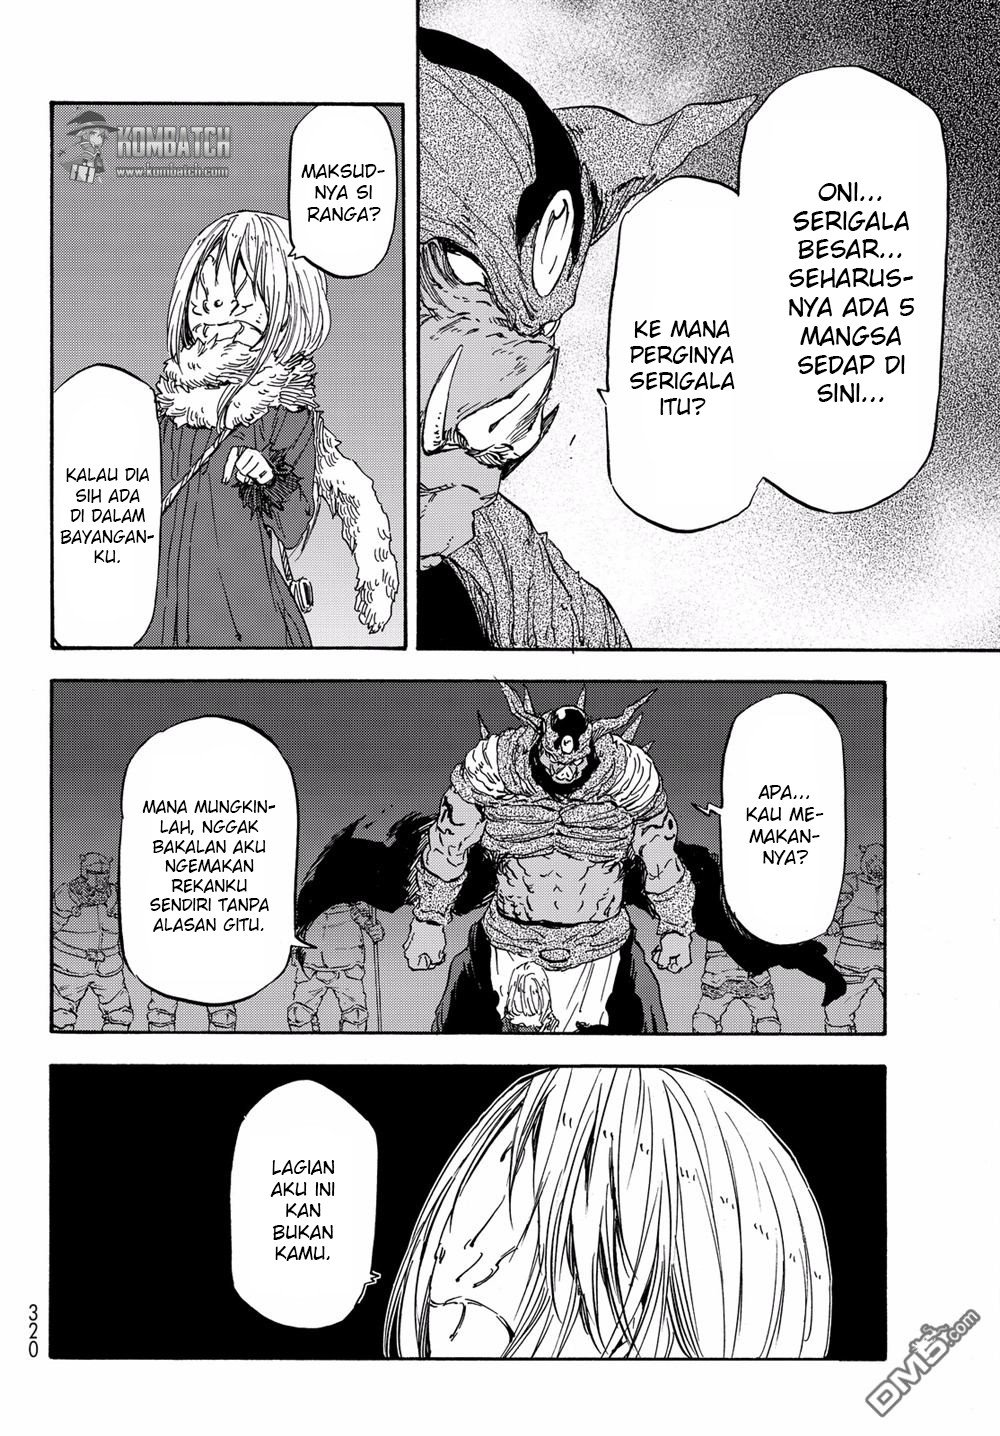 ONI...
SERIGALA
BESAR...
SEHARUS-
NYA ADA 5
MANGSA
SEDAP DI
SINI...
KE MANA
PERGINYA
SERIGALA
ITU?
KOMBATCH
www.kombatch.com
MAKSUD-
NYA SI
RANGA?
KALAU DIA
SIH ADA
DI DALAM
BAYANGAN-
KU.
APA...
KAU ME-
MAKAN-
NYA?
MANA MUNGKIN-
LAH, NGGAK
BAKALAN AKU
NGEMAKAN
REKANKU
SENDIRI TANPA
ALASAN GITU.
LAGIAN
AKU INI
KAN
BUKAN
KAMU.
320
DM5.com